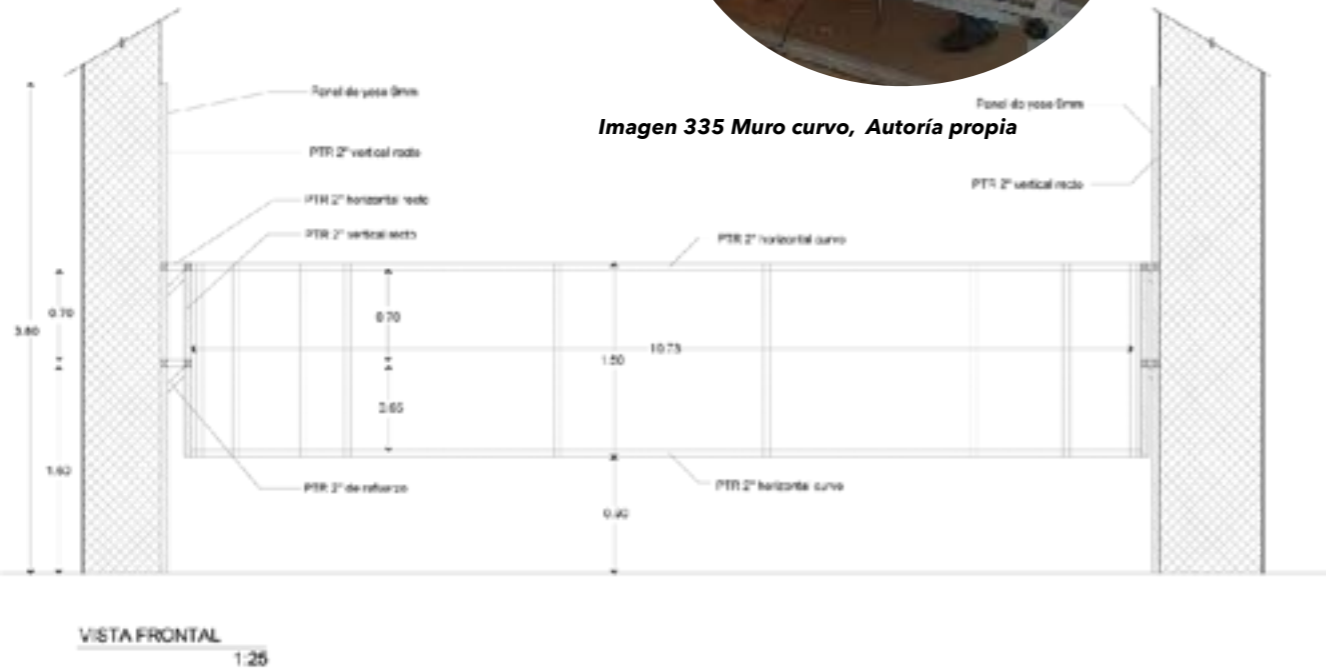 Panel de yeso 9mm
Imagen 335 Muro curvo, Autoría propia
Panel de yeso 9mm
PTR 2" vertical recto
PTR 2" vertical recto
PTR 2" horizontal recto
PTR 2" vertical recto
PTR 2" horizontal curvo
0.70
0.70
3.80
10.73
1.50
0.65
1.60
PTR 2" de refuerzo
PTR 2" horizontal curvo
0.90
VISTA FRONTAL
1:25